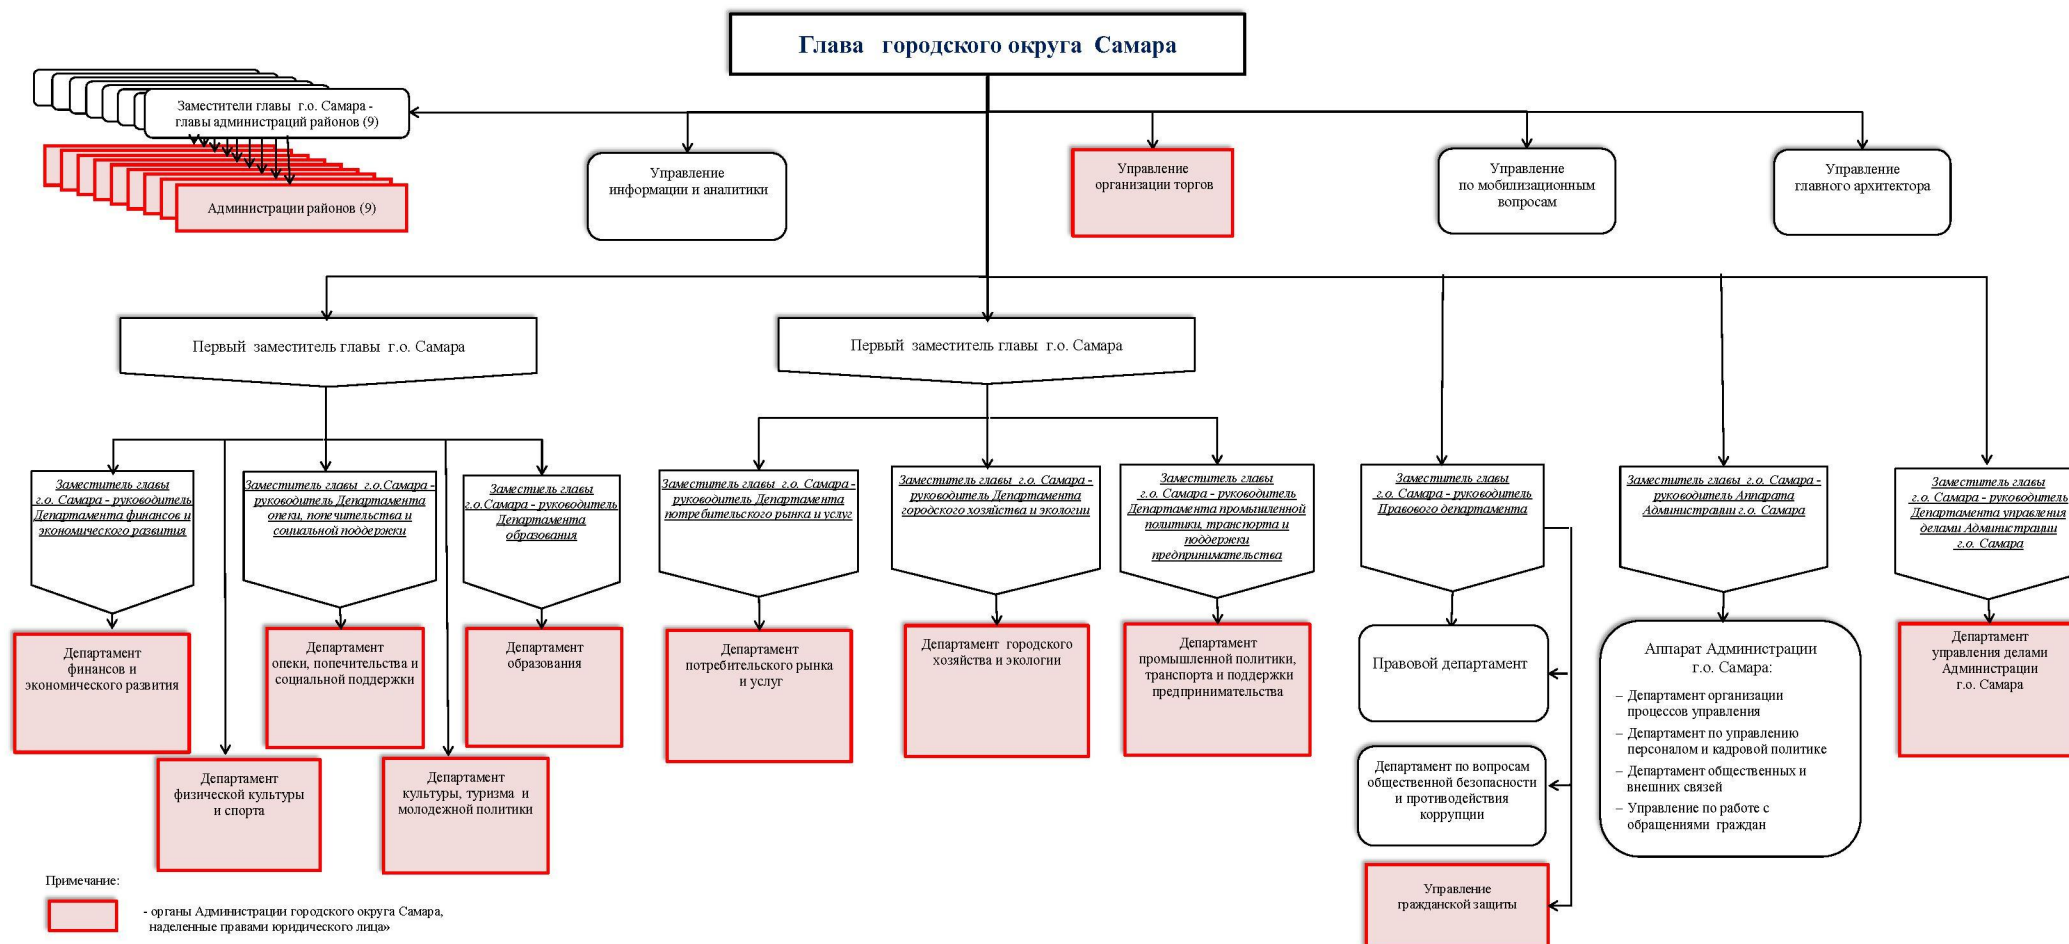 Глава городского округа Самара
Заместители главы г.о. Самара -
главы администраций районов (9)
Администрации районов (9)
Управление
информации и аналитики
Управление
организации торгов
Управление
по мобилизационным
вопросам
Управление
главного архитектора
Первый заместитель главы г.о. Самара
Первый заместитель главы г.о. Самара
Заместитель главы
г.о. Самара - руководитель
Департамента финансов и
экономического развития
Заместитель главы г.о.Самара -
руководитель Департамента
опеки, попечительства и
социальной поддержки
Заместиель главы
г.о.Самара - руководитель
Департамента
образования
Заместитель главы г.о. Самара -
руководитель Департамента
потребительского рынка и услуг
Заместитель главы г.о. Самара -
руководитель Департамента
городского хозяйства и экологии
Заместитель главы
г.о. Самара - руководитель
Департамента промышленной
политики, транспорта и
поддержки
предпринимательства
Заместитель главы
г.о. Самара - руководитель
Правового департамента
Заместитель главы г.о. Самара -
руководитель Аппарата
Администрации г.о. Самара
Заместитель главы
г.о. Самара - руководитель
Департамента управления
делами Администрации
г.о. Самара
Департамент
финансов и
экономического развития
Департамент
опеки, попечительства и
социальной поддержки
Департамент
образования
Департамент
потребительского рынка
и услуг
Департамент городского
хозяйства и экологии
Департамент
промышленной политики,
транспорта и поддержки
предпринимательства
Правовой департамент
Аппарат Администрации
г.о. Самара:
– Департамент организации
процессов управления
– Департамент по управлению
персоналом и кадровой политике
– Департамент общественных и
внешних связей
– Управление по работе с
обращениями граждан
Департамент
управления делами
Администрации
г.о. Самара
Департамент
физической культуры
и спорта
Департамент
культуры, туризма и
молодежной политики
Департамент по вопросам
общественной безопасности
и противодействия
коррупции
Управление
гражданской защиты
Примечание:
- органы Администрации городского округа Самара,
наделенные правами юридического лица»